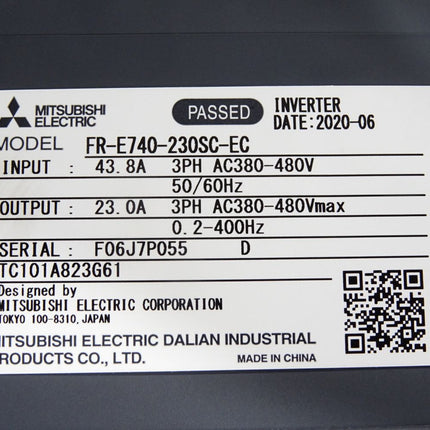 MITSUBISHI
ELECTRIC
PASSED
INVERTER
DATE:2020-06
MODEL FR-E740-230SC-EC
INPUT : 43.8A 3PH AC380-480V
50/60Hz
OUTPUT : 23.0A 3PH AC380-480Vmax
0.2-400Hz
SERIAL : F06J7P055 D
TC101A823G61
Designed by
MITSUBISHI ELECTRIC CORPORATION
TOKYO 100-8310, JAPAN
MITSUBISHI ELECTRIC DALIAN INDUSTRIAL
PRODUCTS CO., LTD. MADE IN CHINA